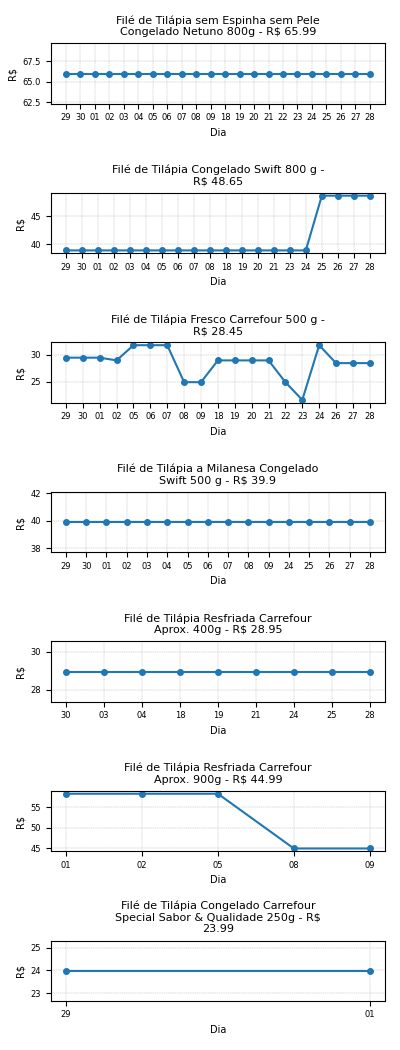 Filé de Tilápia sem Espinha sem Pele
Congelado Netuno 800g - R$ 65.99
67.5
65.0
62.5
R$
29 30 01 02 03 04 05 06 07 08 09 18 19 20 21 22 23 24 25 26 27 28
Dia
Filé de Tilápia Congelado Swift 800 g -
R$ 48.65
45
40
R$
29 30 01 02 03 04 05 06 07 08 09 18 19 20 21 23 24 25 26 27 28
Dia
Filé de Tilápia Fresco Carrefour 500 g -
R$ 28.45
30
25
R$
29 30 01 02 05 06 07 08 09 18 19 20 21 22 23 24 26 27 28
Dia
Filé de Tilápia a Milanesa Congelado
Swift 500 g - R$ 39.9
42
40
38
R$
29 30 01 02 03 04 05 06 07 08 09 24 25 26 27 28
Dia
Filé de Tilápia Resfriada Carrefour
Aprox. 400g - R$ 28.95
30
28
R$
30 03 04 18 19 21 24 25 28
Dia
Filé de Tilápia Resfriada Carrefour
Aprox. 900g - R$ 44.99
55
50
45
R$
01 02 05 08 09
Dia
Filé de Tilápia Congelado Carrefour
Special Sabor & Qualidade 250g - R$
23.99
25
24
23
R$
29 01
Dia